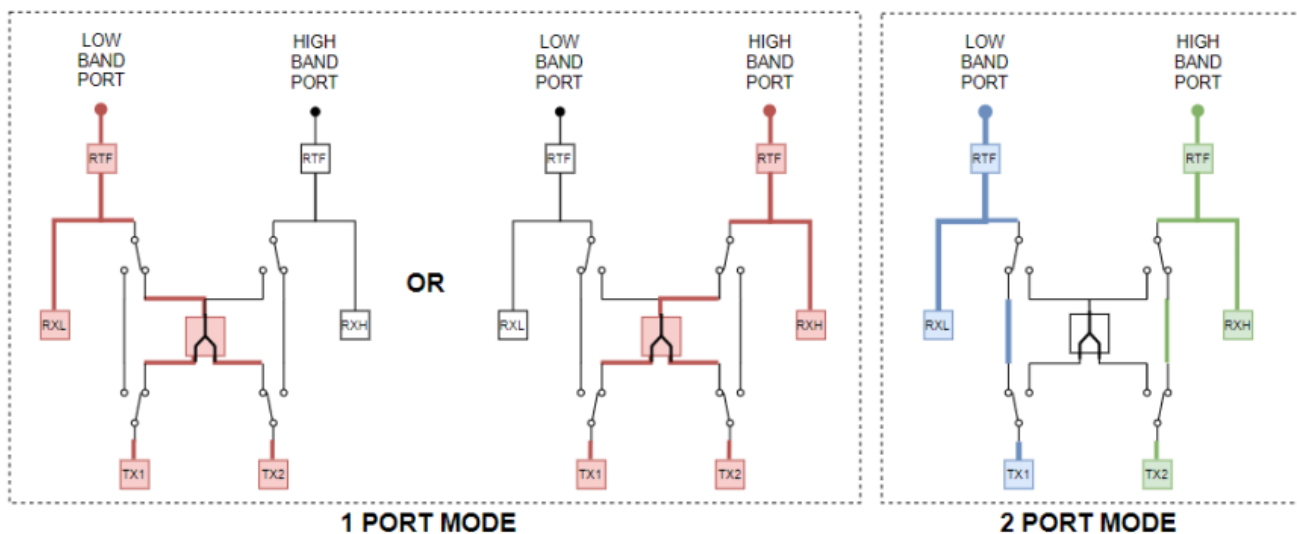 LOW
BAND
PORT
HIGH
BAND
PORT
RTF
RTF
RXL
RXH
TX1
TX2
OR
LOW
BAND
PORT
HIGH
BAND
PORT
RTF
RTF
RXL
RXH
TX1
TX2
1 PORT MODE
LOW
BAND
PORT
HIGH
BAND
PORT
RTF
RTF
RXL
RXH
TX1
TX2
2 PORT MODE